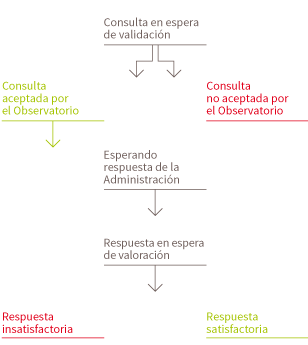 Consulta en espera
de validación
Consulta
aceptada por
el Observatorio
Consulta
no aceptada por
el Observatorio
Esperando
respuesta de la
Administración
Respuesta en espera
de valoración
Respuesta
insatisfactoria
Respuesta
satisfactoria